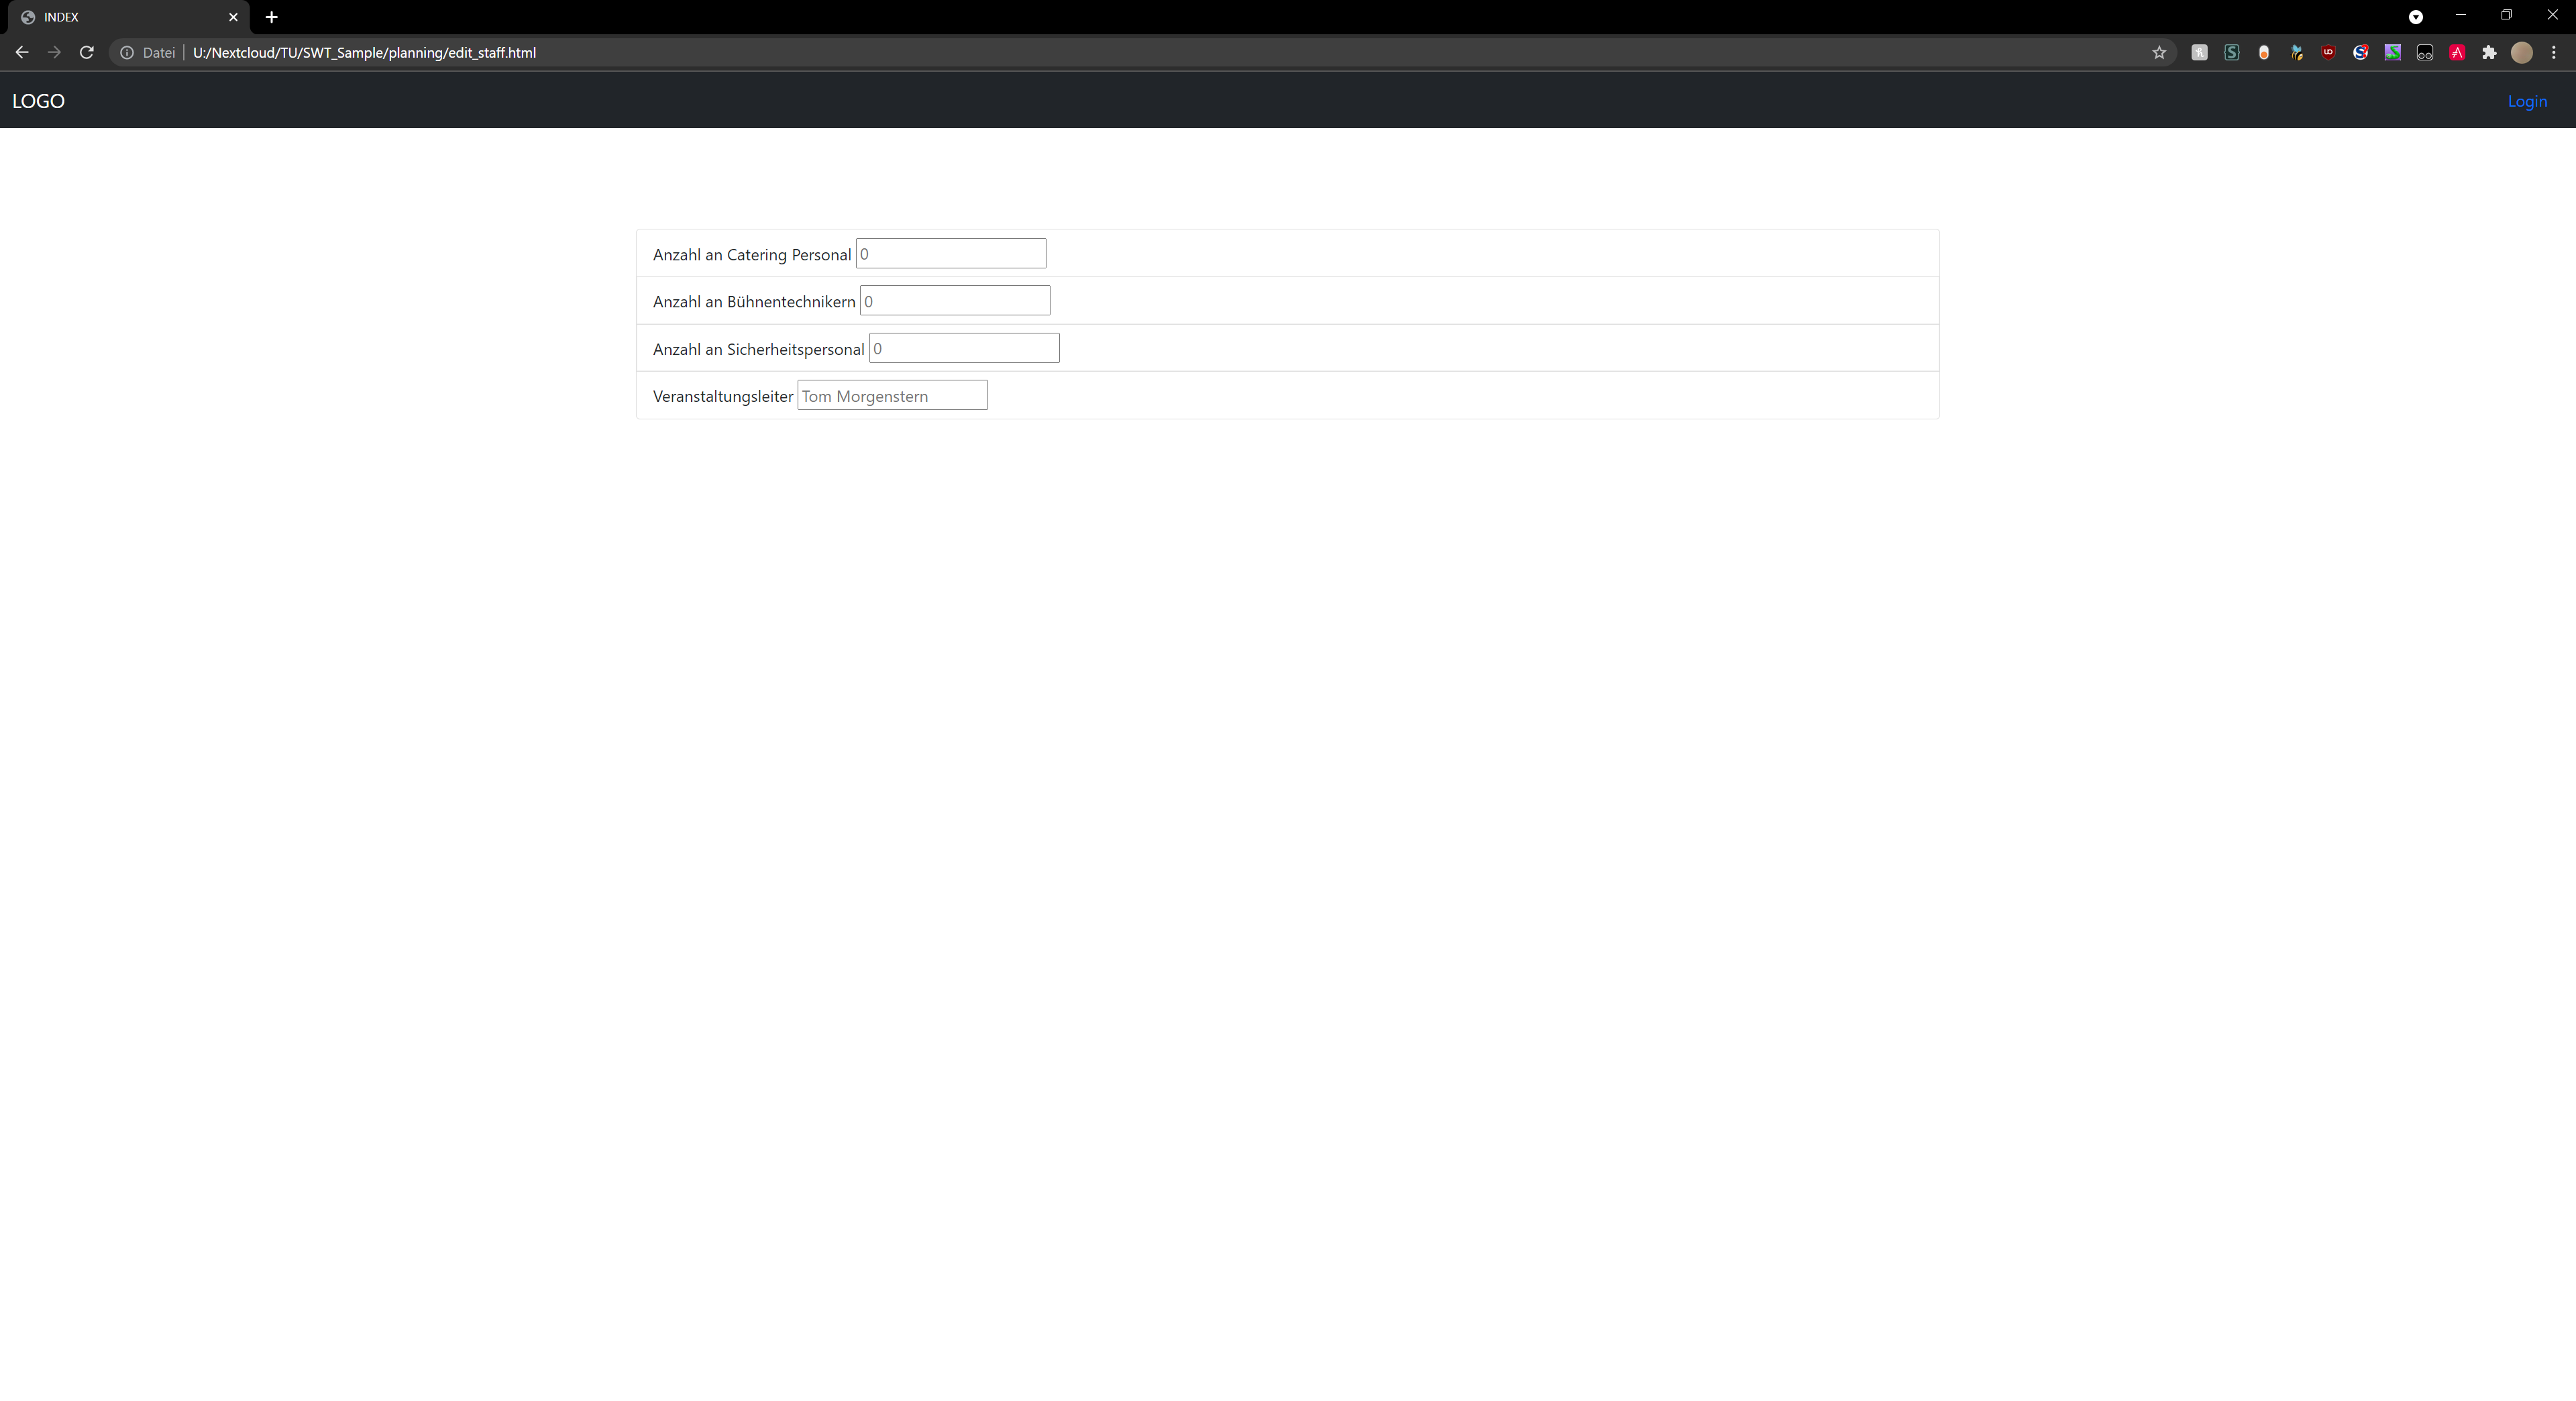 INDEX
Datei U:/Nextcloud/TU/SWT_Sample/planning/edit_staff.html
LOGO
Login
Anzahl an Catering Personal 0
Anzahl an Bühnentechnikern 0
Anzahl an Sicherheitspersonal 0
Veranstaltungsleiter Tom Morgenstern